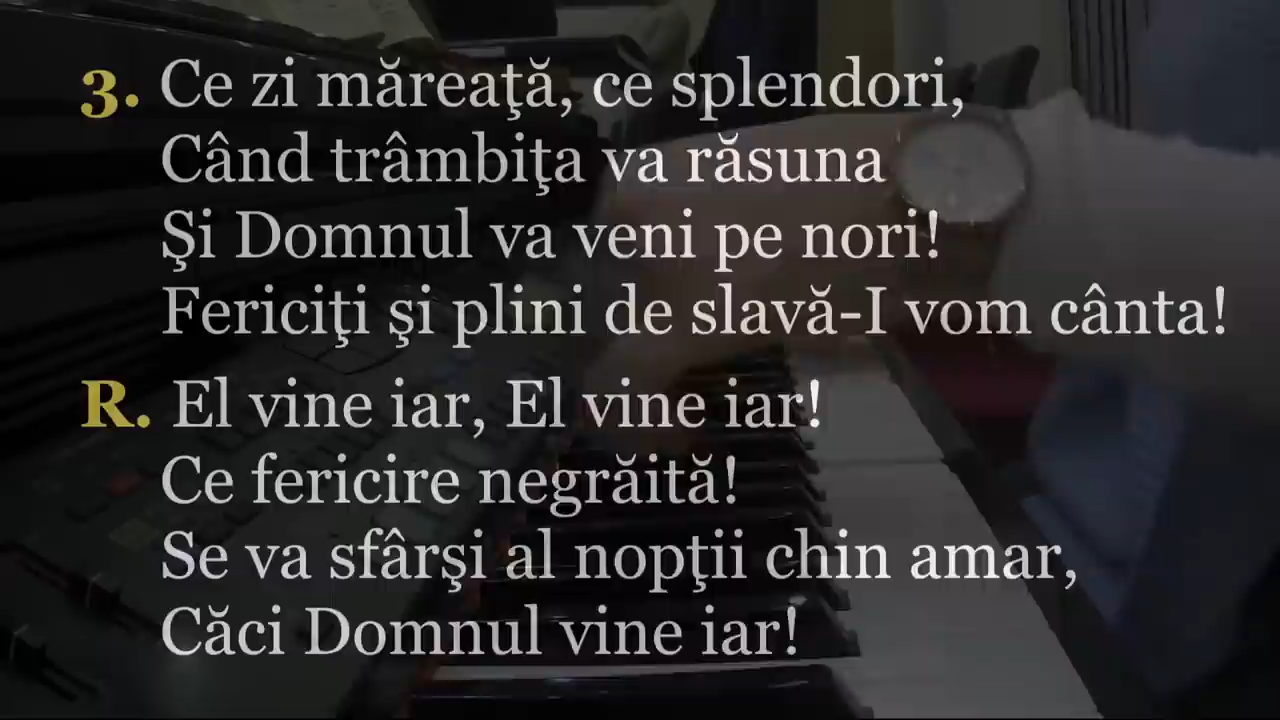 3. Ce zi măreaţă, ce splendori,
Când trâmbiţa va răsuna
Şi Domnul va veni pe nori!
Fericiţi şi plini de slavă-I vom cânta!
R. El vine iar, El vine iar!
Ce fericire negrăită!
Se va sfârşi al nopţii chin amar,
Căci Domnul vine iar!